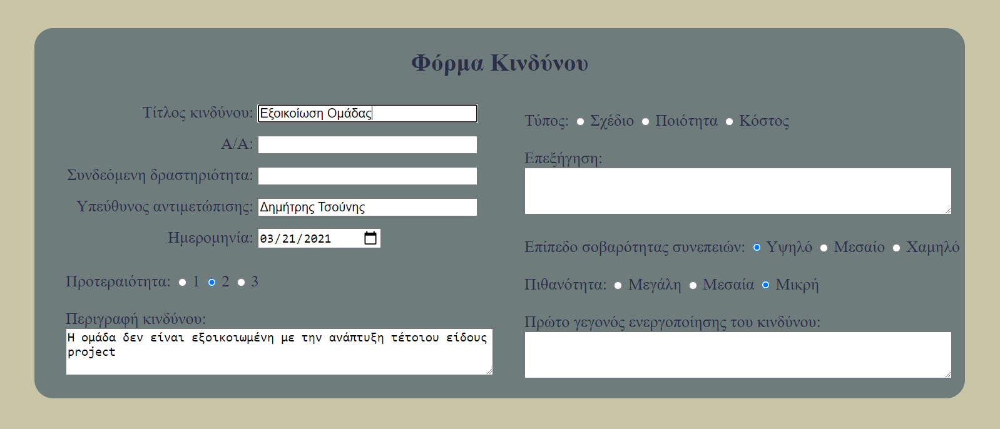 Φόρμα Κινδύνου
Τίτλος κινδύνου: Εξοικοίωση Ομάδας
Α/Α:
Συνδεόμενη δραστηριότητα:
Υπεύθυνος αντιμετώπισης: Δημήτρης Τσούνης
Ημερομηνία: 03/21/2021
Προτεραιότητα: 1 2 3
Περιγραφή κινδύνου:
Η ομάδα δεν είναι εξοικοιωμένη με την ανάπτυξη τέτοιου είδους
project
Τύπος: Σχέδιο Ποιότητα Κόστος
Επεξήγηση:
Επίπεδο σοβαρότητας συνεπειών: Υψηλό Μεσαίο Χαμηλό
Πιθανότητα: Μεγάλη Μεσαία Μικρή
Πρώτο γεγονός ενεργοποίησης του κινδύνου: